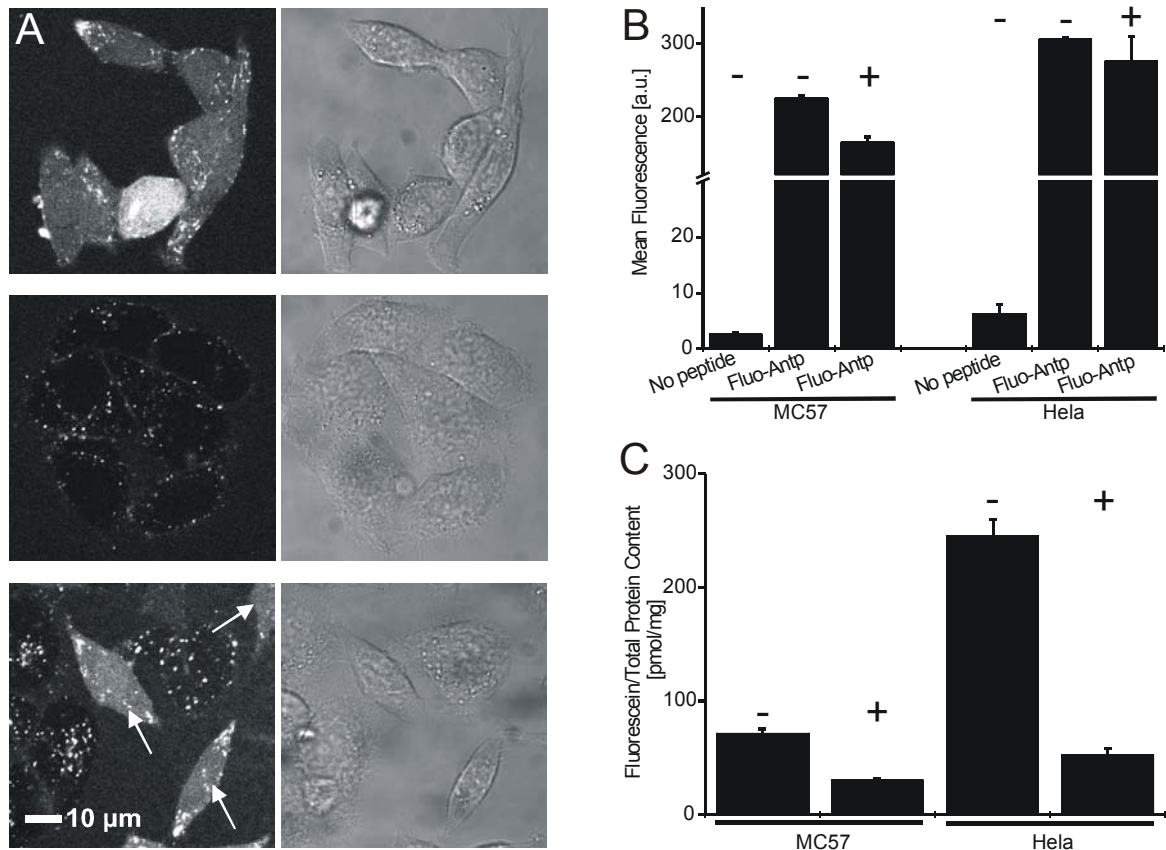 A
10 µm
B
Mean Fluorescence [a.u.]
300
200
20
10
0
- - + - - +
No peptide Fluo-Antp Fluo-Antp No peptide Fluo-Antp Fluo-Antp
MC57 Hela
C
Fluorescein/Total Protein Content
[pmol/mg]
300
200
100
0
- + - +
MC57 Hela